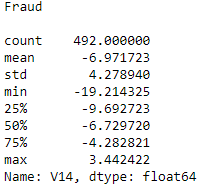 Fraud
count    492.000000
mean      -6.971723
std        4.278940
min      -19.214325
25%       -9.692723
50%       -6.729720
75%       -4.282821
max        3.442422
Name: V14, dtype: float64